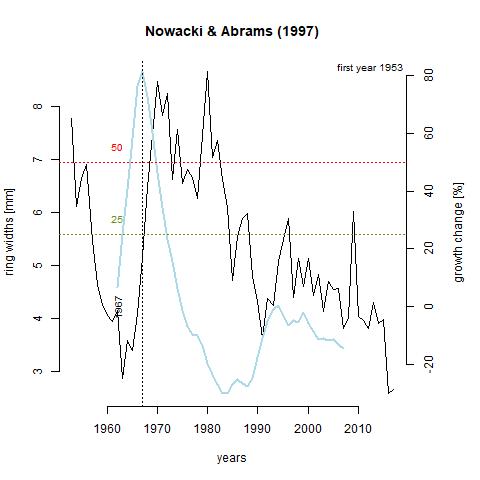 Nowacki & Abrams (1997)
first year 1953
80
60
40
20
0
-20
growth change [%]
8
7
6
5
4
3
ring widths [mm]
50
25
1967
1960 1970 1980 1990 2000 2010
years